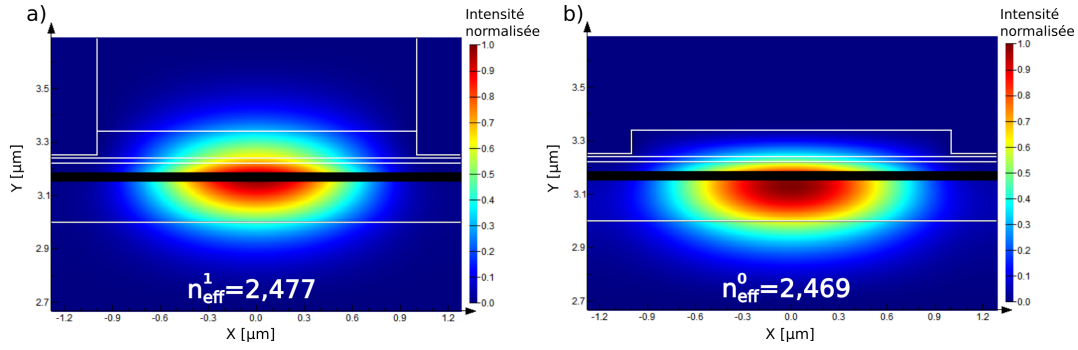 a)
Intensité
normalisée
1.0
0.9
0.8
0.7
0.6
0.5
0.4
0.3
0.2
0.1
0.0
Y [µm]
3.5
3.3
3.1
2.9
2.7
n¹eff=2,477
-1.2 -0.9 -0.6 -0.3 0.0 0.3 0.6 0.9 1.2
X [µm]
b)
Intensité
normalisée
1.0
0.9
0.8
0.7
0.6
0.5
0.4
0.3
0.2
0.1
0.0
Y [µm]
3.5
3.3
3.1
2.9
2.7
n⁰eff=2,469
-1.2 -0.9 -0.6 -0.3 0.0 0.3 0.6 0.9 1.2
X [µm]